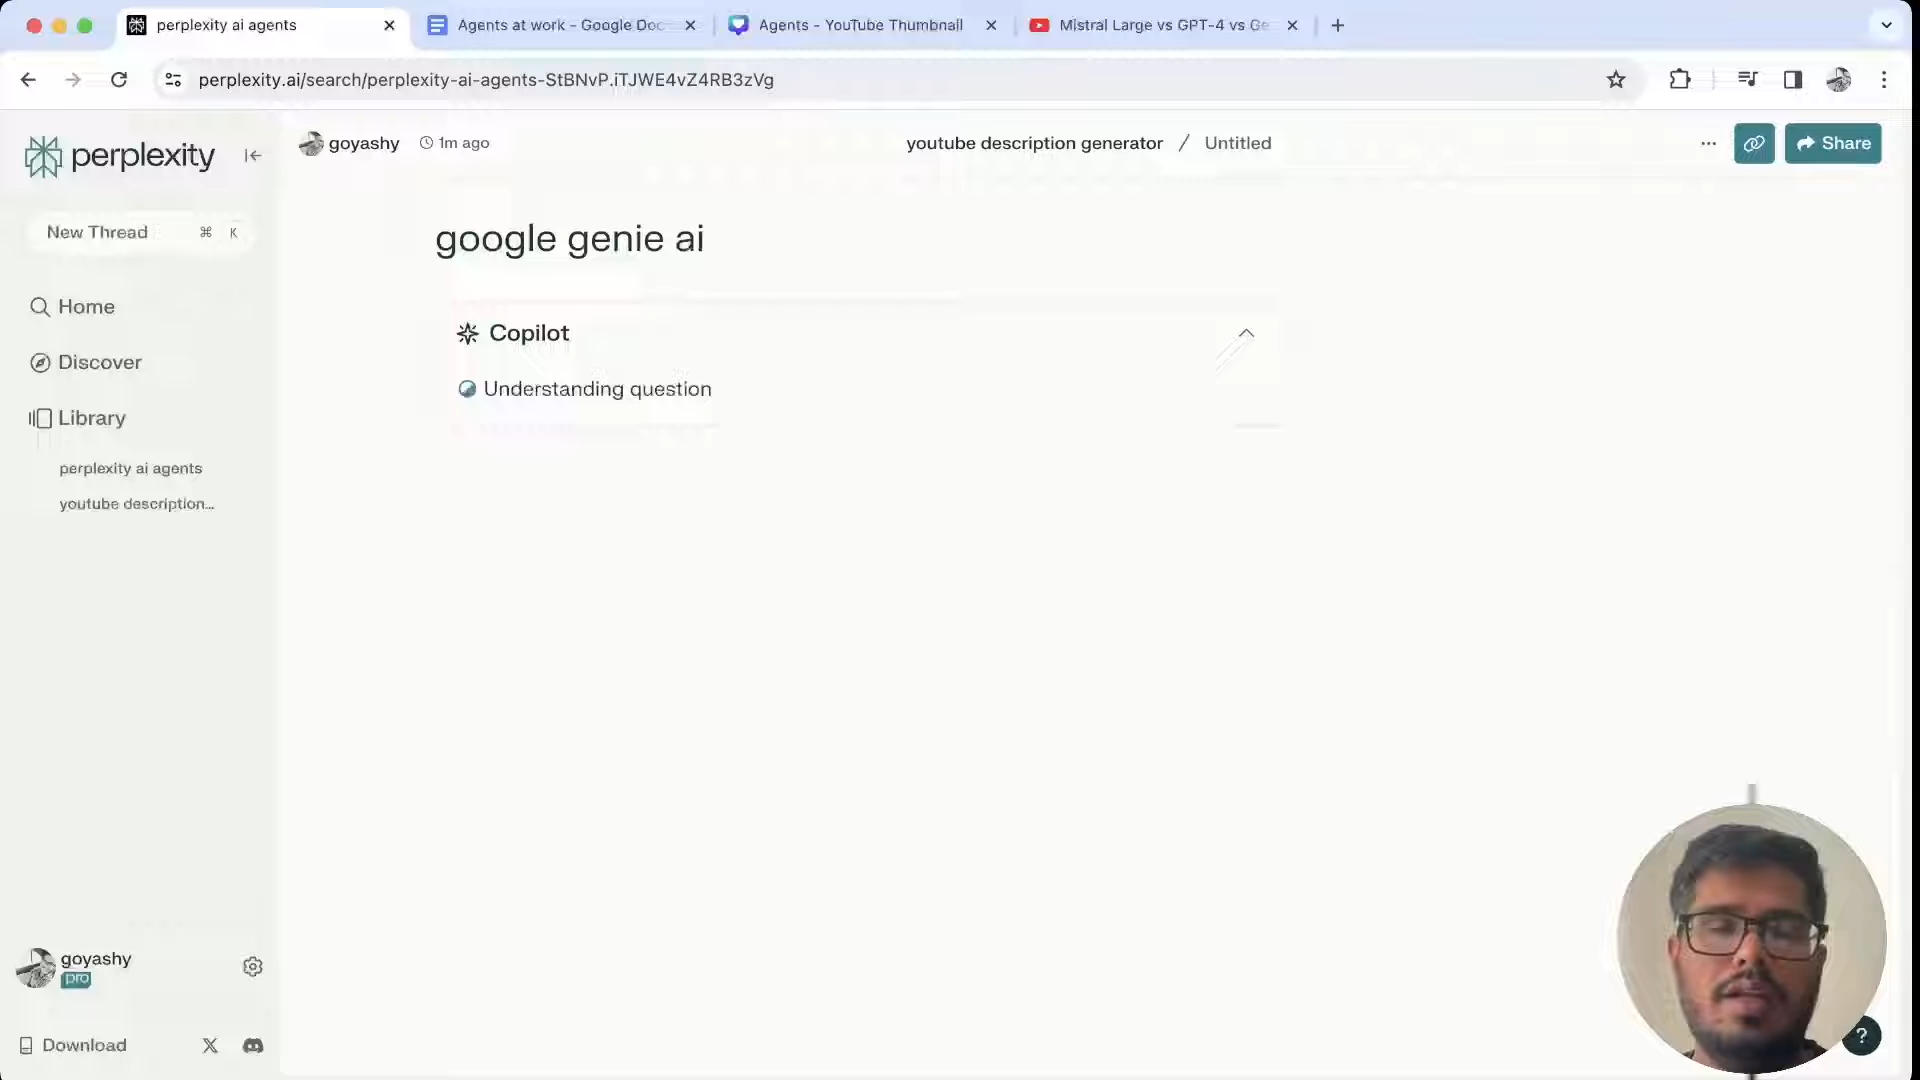 perplexity ai agents
Agents at work - Google Doc
Agents - YouTube Thumbnail
Mistral Large vs GPT-4 vs Ge
perplexity.ai/search/perplexity-ai-agents-StBNvP.iTJWE4vZ4RB3zVg
perplexity
goyashy
1m ago
youtube description generator / Untitled
Share
New Thread ⌘ K
google genie ai
Home
Copilot
Discover
Understanding question
Library
perplexity ai agents
youtube description...
goyashy
pro
Download
?